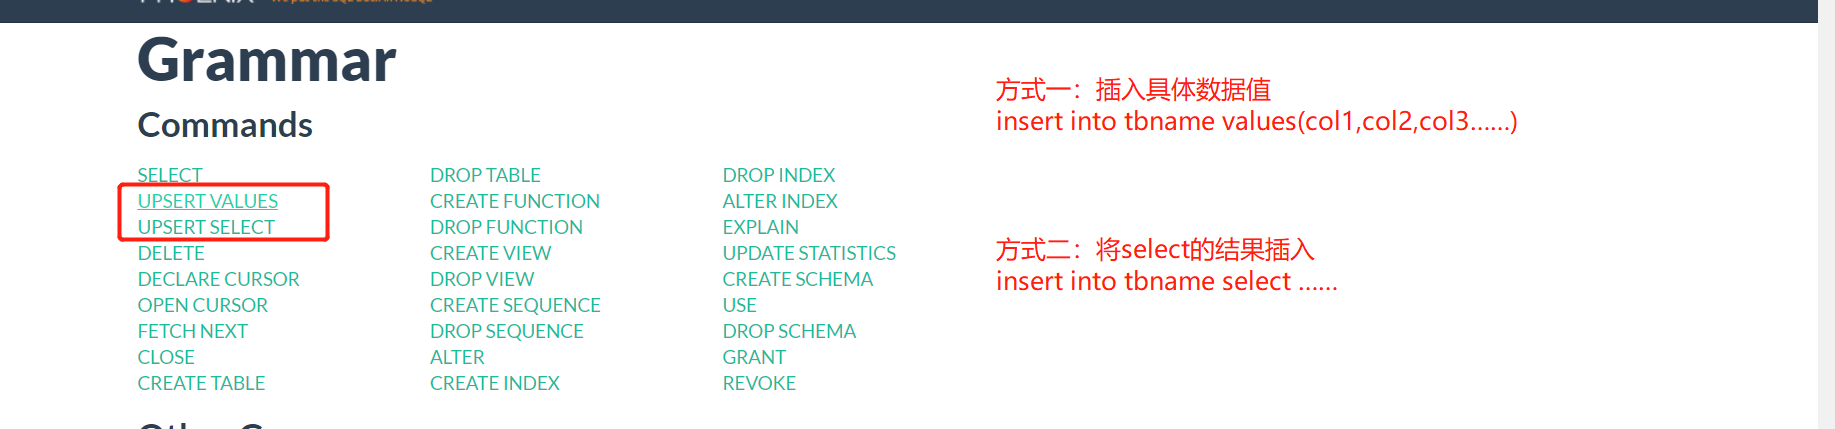 Grammar
Commands
SELECT
UPSERT VALUES
UPSERT SELECT
DELETE
DECLARE CURSOR
OPEN CURSOR
FETCH NEXT
CLOSE
CREATE TABLE
DROP TABLE
CREATE FUNCTION
DROP FUNCTION
CREATE VIEW
DROP VIEW
CREATE SEQUENCE
DROP SEQUENCE
ALTER
CREATE INDEX
DROP INDEX
ALTER INDEX
EXPLAIN
UPDATE STATISTICS
CREATE SCHEMA
USE
DROP SCHEMA
GRANT
REVOKE
方式一：插入具体数据值
insert into tbname values(col1,col2,col3......)
方式二：将select的结果插入
insert into tbname select ......